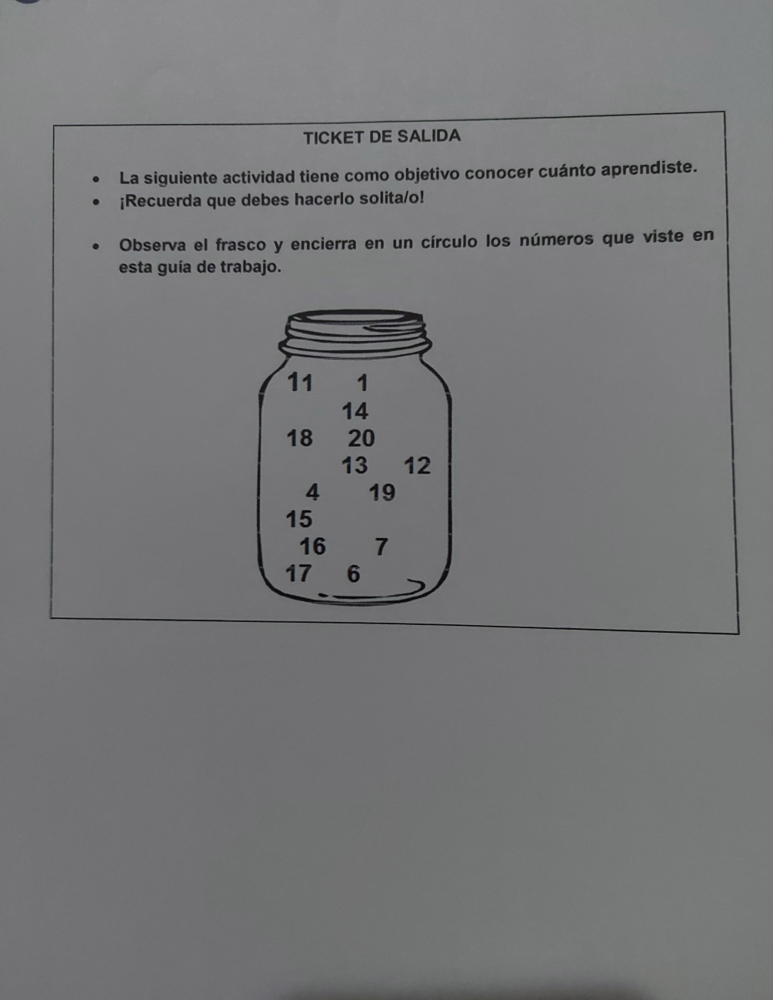 TICKET DE SALIDA
• La siguiente actividad tiene como objetivo conocer cuánto aprendiste.
• ¡Recuerda que debes hacerlo solita/o!
• Observa el frasco y encierra en un círculo los números que viste en
esta guía de trabajo.
11 1
14
18 20
13 12
4 19
15
16 7
17 6